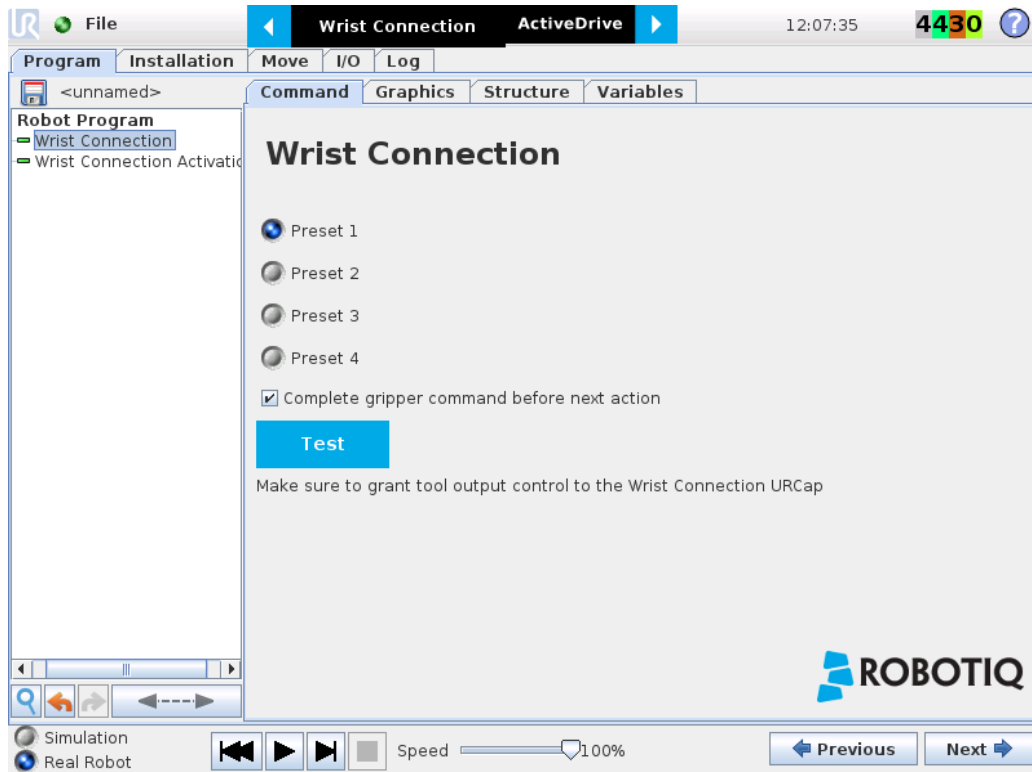 UR File Wrist Connection ActiveDrive 12:07:35 4430 ?
Program Installation Move I/O Log
<unnamed> Command Graphics Structure Variables
Robot Program
Wrist Connection
Wrist Connection Activatio
Wrist Connection
Preset 1
Preset 2
Preset 3
Preset 4
Complete gripper command before next action
Test
Make sure to grant tool output control to the Wrist Connection URCap
ROBOTIQ
Simulation
Real Robot
Speed 100% Previous Next